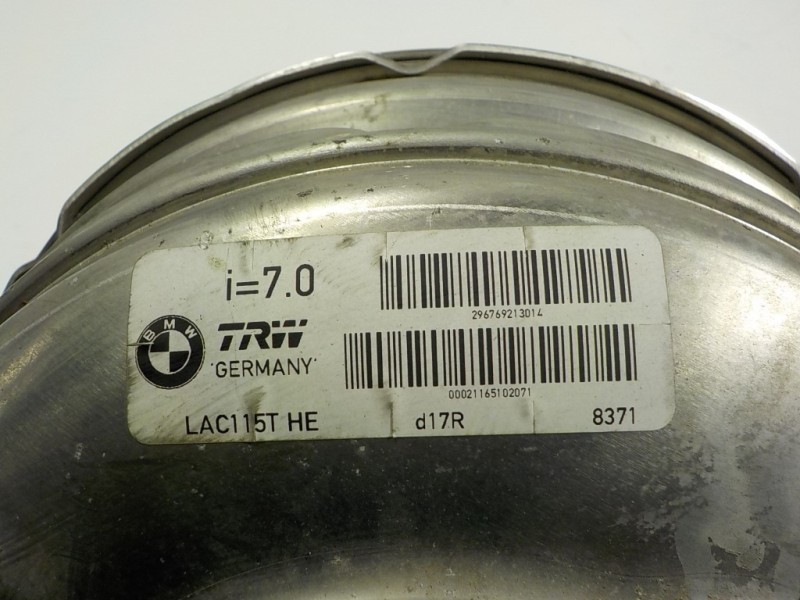 i=7.0
296769213014
BMW
TRW
'GERMANY'
00021165102071
LAC115T HE d17R 8371